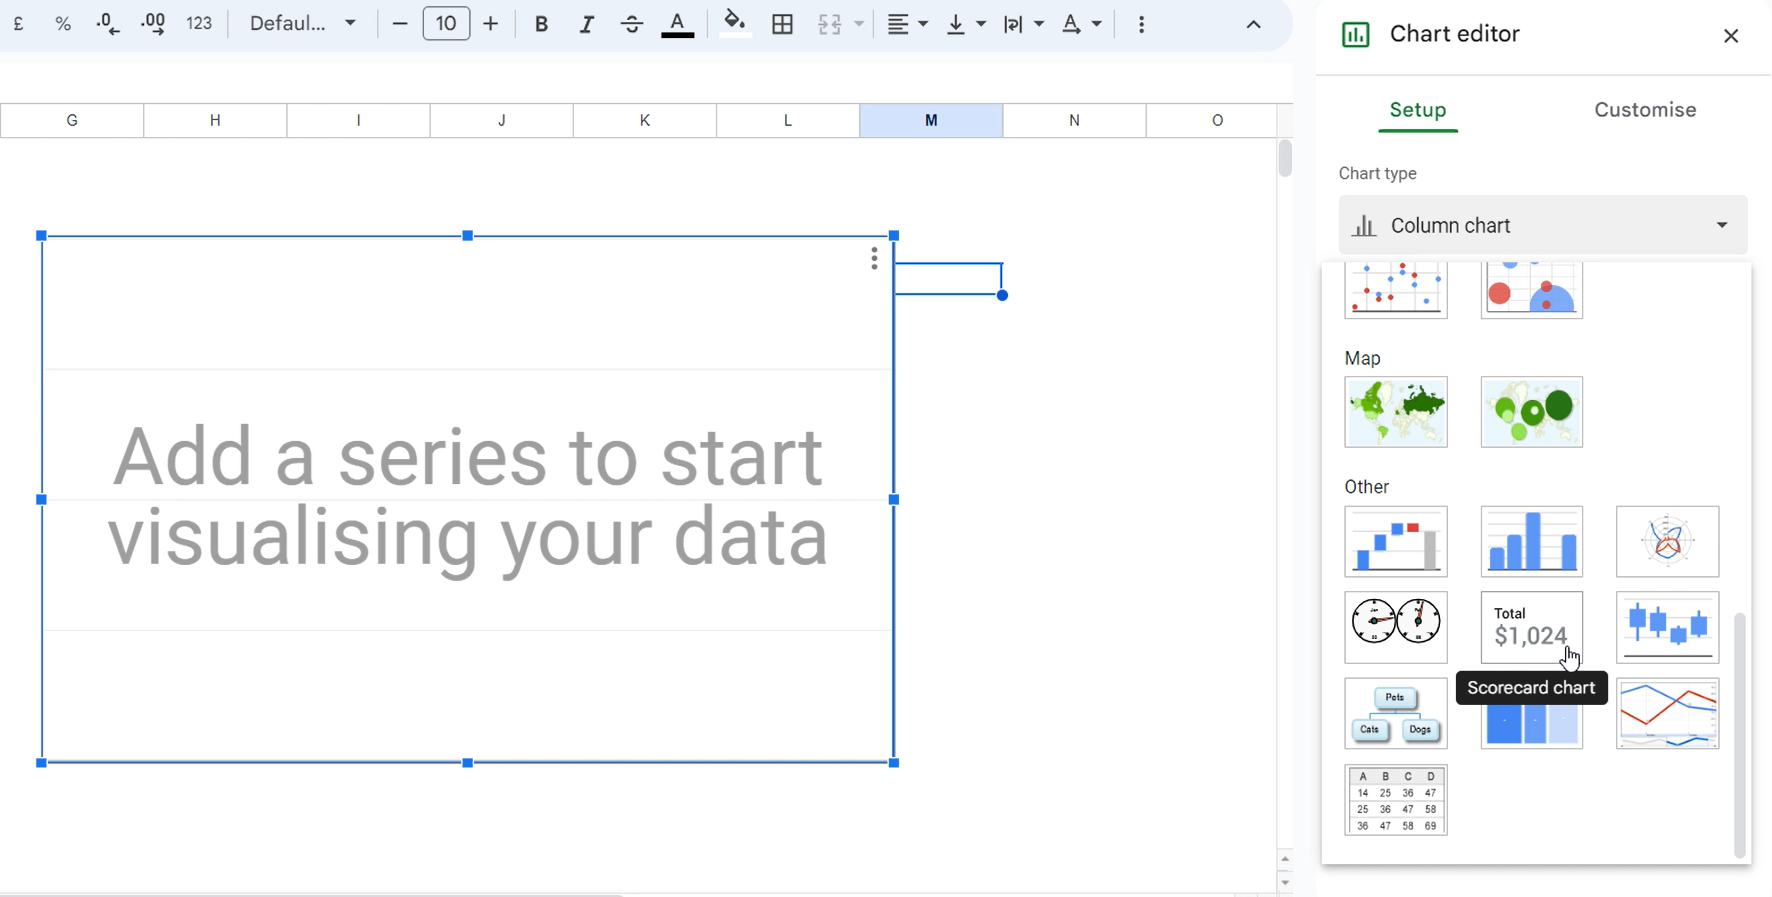 £ % .0 .00 123 Defaul... − 10 + B I S A A
Chart editor
G H I J K L M N O
Setup Customise
Chart type
Column chart
Add a series to start
visualising your data
Map
Other
Total
$1,024
Scorecard chart
Pets
Cats Dogs
A B C D
14 25 36 47
25 36 47 58
36 47 58 69